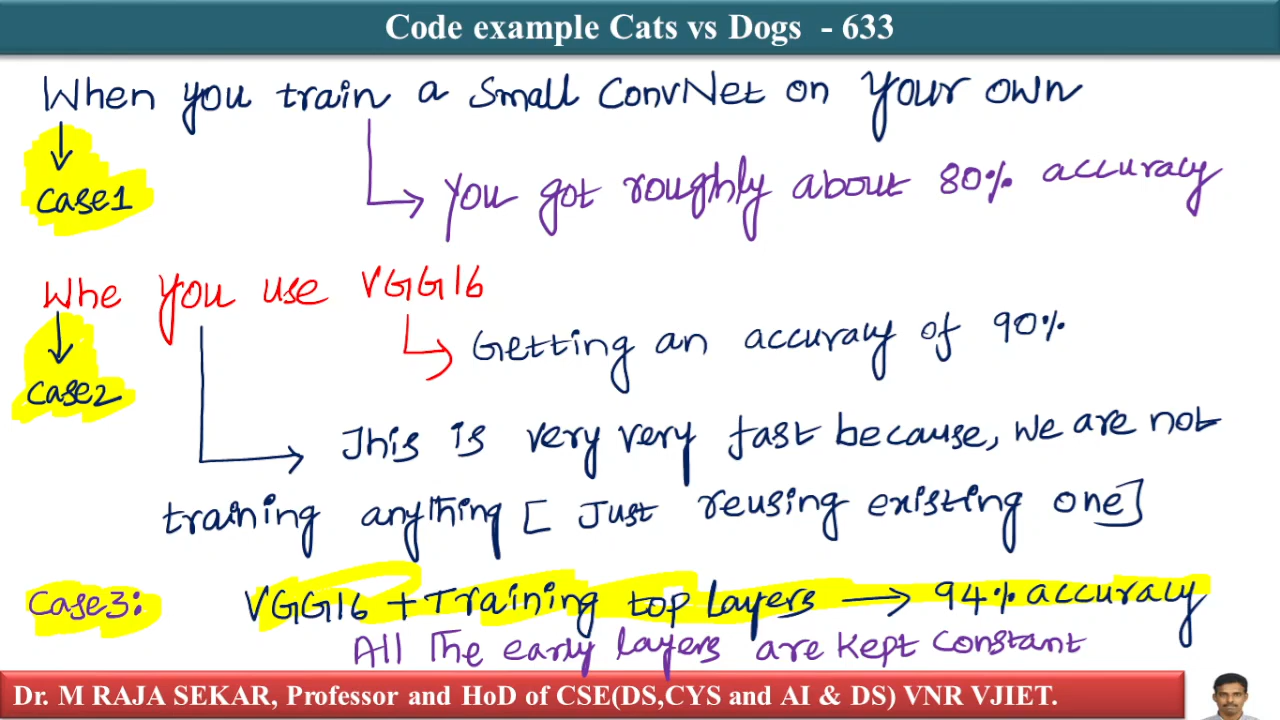 Code example Cats vs Dogs - 633
When you train a small ConvNet on your own
Case1
You got roughly about 80% accuracy
Whe you use VGG16
Getting an accuracy of 90%
Case2
This is very very fast because, we are not
training anything [ Just reusing existing one]
Case3: VGG16 + Training top layers → 94% accuracy
All The early layers are kept constant
Dr. M RAJA SEKAR, Professor and HoD of CSE(DS,CYS and AI & DS) VNR VJIET.